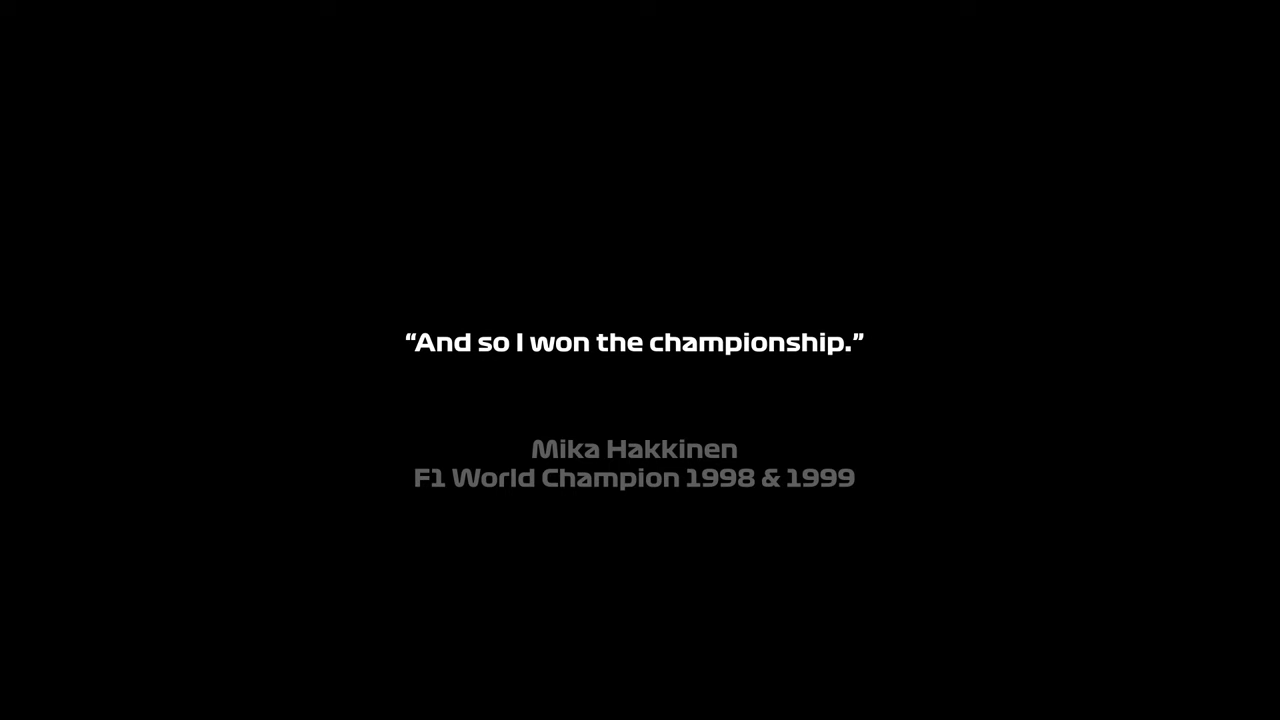 “And so I won the championship.”
Mika Hakkinen
F1 World Champion 1998 & 1999